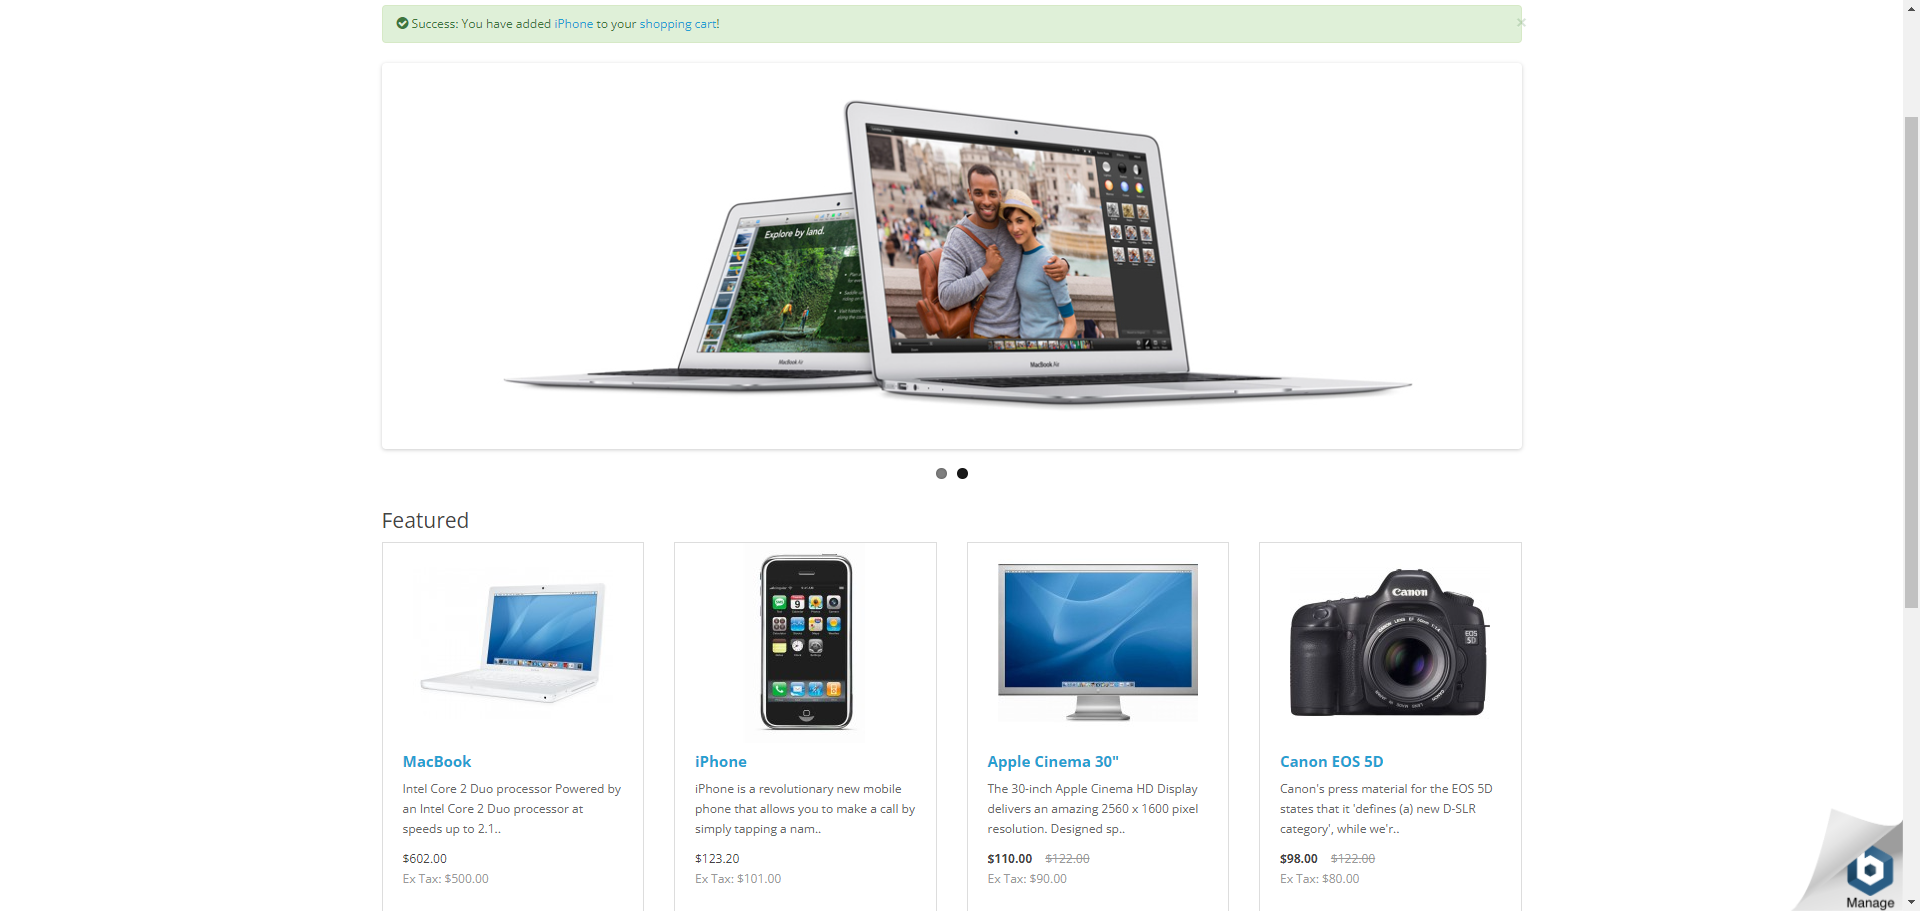 Success: You have added iPhone to your shopping cart!
×
Explore by land.
MacBook Air
MacBook Air
Featured
MacBook
Intel Core 2 Duo processor Powered by
an Intel Core 2 Duo processor at
speeds up to 2.1..
$602.00
Ex Tax: $500.00
iPhone
iPhone is a revolutionary new mobile
phone that allows you to make a call by
simply tapping a nam..
$123.20
Ex Tax: $101.00
Apple Cinema 30"
The 30-inch Apple Cinema HD Display
delivers an amazing 2560 x 1600 pixel
resolution. Designed sp..
$110.00 $122.00
Ex Tax: $90.00
Canon
EOS
5D
Canon EOS 5D
Canon's press material for the EOS 5D
states that it 'defines (a) new D-SLR
category', while we'r..
$98.00 $122.00
Ex Tax: $80.00
b
Manage